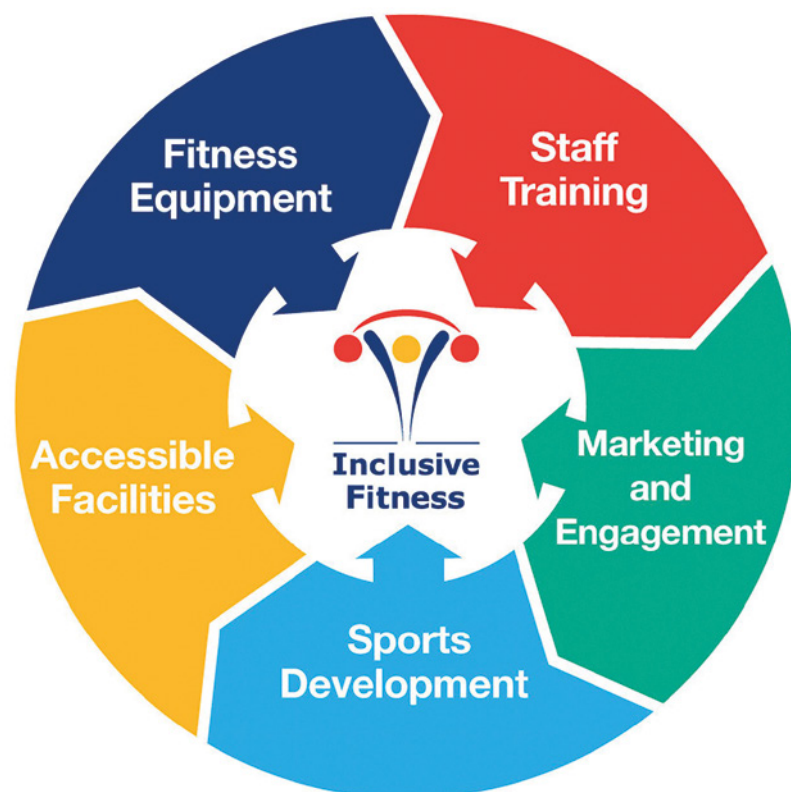 Fitness
Equipment
Staff
Training
Marketing
and
Engagement
Sports
Development
Accessible
Facilities
Inclusive
Fitness